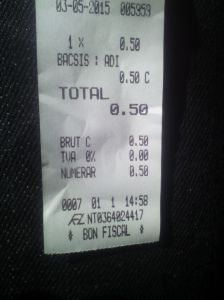 03-05-2015 005959
1 X 0.50
BACSIS : ADI
0.50 C
TOTAL
0.50
BRUT C 0.50
TVA 0% 0.00
NUMERAR 0.50
0007 01 1 14:58
NT0364024417
♦ BON FISCAL ♦